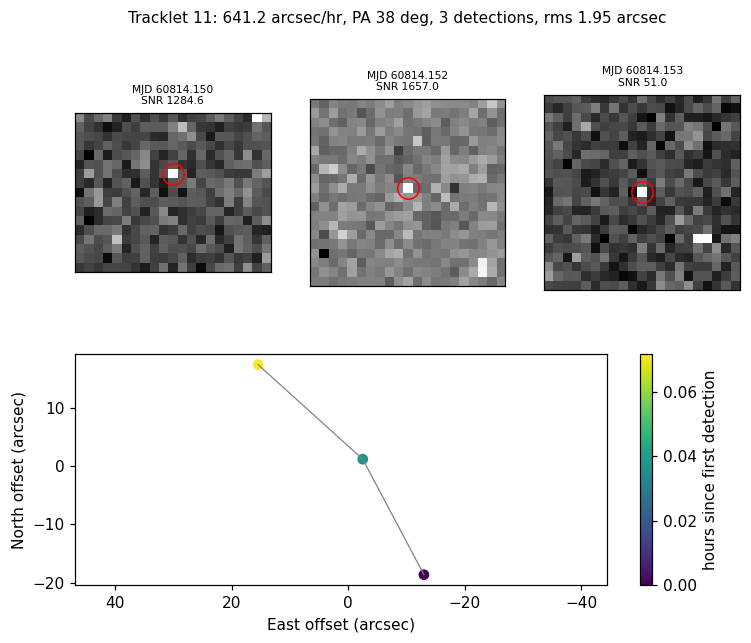 Tracklet 11: 641.2 arcsec/hr, PA 38 deg, 3 detections, rms 1.95 arcsec
MJD 60814.150
SNR 1284.6
MJD 60814.152
SNR 1657.0
MJD 60814.153
SNR 51.0
North offset (arcsec)
10
0
−10
−20
40
20
0
−20
−40
East offset (arcsec)
0.06
0.04
0.02
0.00
hours since first detection